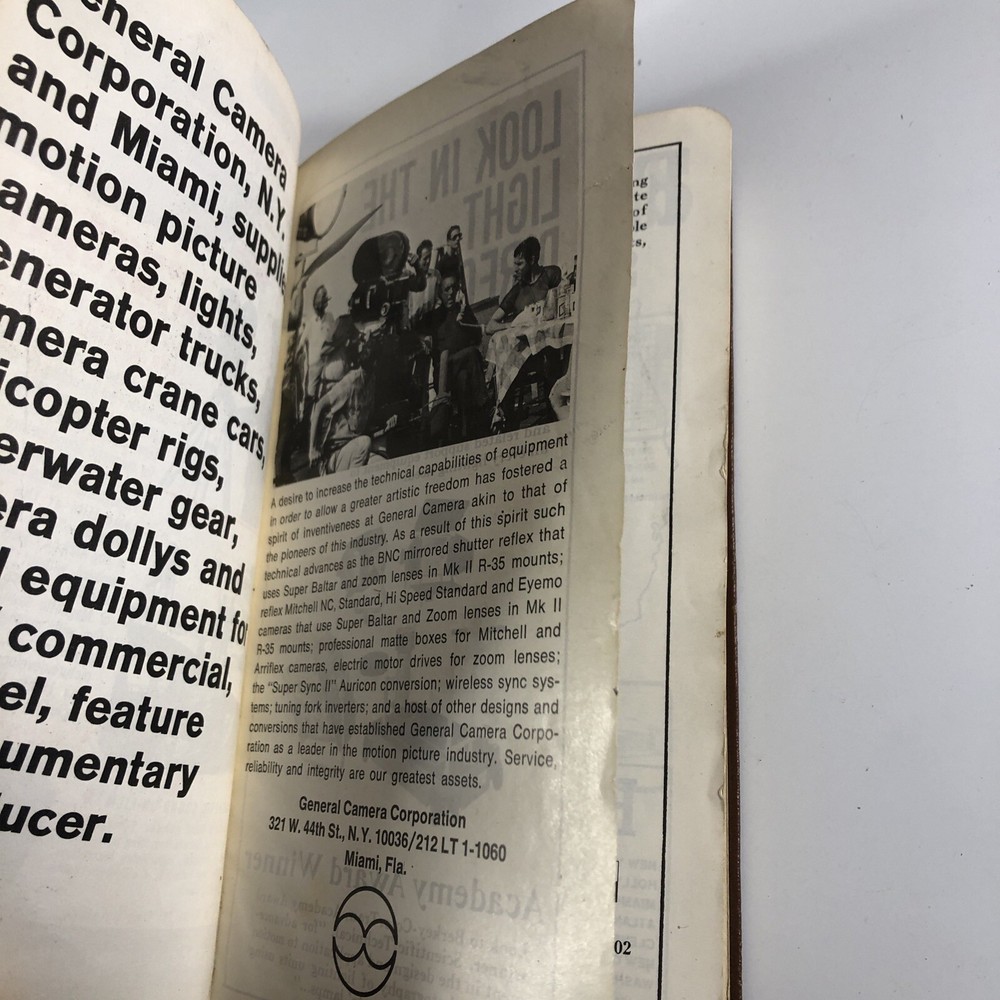 eneral Camera
Corporation, N.Y.
and Miami, supplie
motion picture
ameras, lights,
enerator trucks,
mera crane cars,
icopter rigs,
erwater gear,
era dollys and
equipment fo
commercial,
el, feature
umentary
ucer.
A desire to increase the technical capabilities of equipment
in order to allow a greater artistic freedom has fostered a
spirit of inventiveness at General Camera akin to that of
the pioneers of this industry. As a result of this spirit such
technical advances as the BNC mirrored shutter reflex that
uses Super Baltar and zoom lenses in Mk II R-35 mounts;
reflex Mitchell NC, Standard, Hi Speed Standard and Eyemo
cameras that use Super Baltar and Zoom lenses in Mk II
R-35 mounts; professional matte boxes for Mitchell and
Arriflex cameras, electric motor drives for zoom lenses;
the "Super Sync II" Auricon conversion; wireless sync sys-
tems; tuning fork inverters; and a host of other designs and
conversions that have established General Camera Corpo-
ration as a leader in the motion picture industry. Service,
reliability and integrity are our greatest assets.
General Camera Corporation
321 W. 44th St., N.Y. 10036/212 LT 1-1060
Miami, Fla.
LOOK IN THE
LIGHT
Academy Award Winner
ng
te
of
le
s,
02